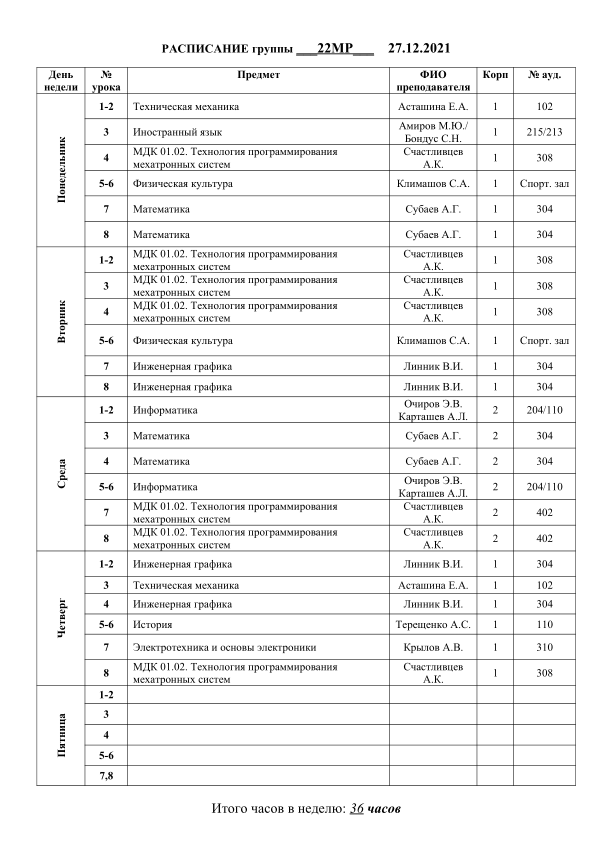 РАСПИСАНИЕ группы ___22МР___ 27.12.2021
День недели № урока Предмет ФИО преподавателя Корп № ауд.
Понедельник
1-2 Техническая механика Асташина Е.А. 1 102
3 Иностранный язык Амиров М.Ю./ Бондус С.Н. 1 215/213
4 МДК 01.02. Технология программирования мехатронных систем Счастливцев А.К. 1 308
5-6 Физическая культура Климашов С.А. 1 Спорт. зал
7 Математика Субаев А.Г. 1 304
8 Математика Субаев А.Г. 1 304
Вторник
1-2 МДК 01.02. Технология программирования мехатронных систем Счастливцев А.К. 1 308
3 МДК 01.02. Технология программирования мехатронных систем Счастливцев А.К. 1 308
4 МДК 01.02. Технология программирования мехатронных систем Счастливцев А.К. 1 308
5-6 Физическая культура Климашов С.А. 1 Спорт. зал
7 Инженерная графика Линник В.И. 1 304
8 Инженерная графика Линник В.И. 1 304
Среда
1-2 Информатика Очиров Э.В. Карташев А.Л. 2 204/110
3 Математика Субаев А.Г. 2 304
4 Математика Субаев А.Г. 2 304
5-6 Информатика Очиров Э.В. Карташев А.Л. 2 204/110
7 МДК 01.02. Технология программирования мехатронных систем Счастливцев А.К. 2 402
8 МДК 01.02. Технология программирования мехатронных систем Счастливцев А.К. 2 402
Четверг
1-2 Инженерная графика Линник В.И. 1 304
3 Техническая механика Асташина Е.А. 1 102
4 Инженерная графика Линник В.И. 1 304
5-6 История Терещенко А.С. 1 110
7 Электротехника и основы электроники Крылов А.В. 1 310
8 МДК 01.02. Технология программирования мехатронных систем Счастливцев А.К. 1 308
Пятница
1-2
3
4
5-6
7,8
Итого часов в неделю: 36 часов